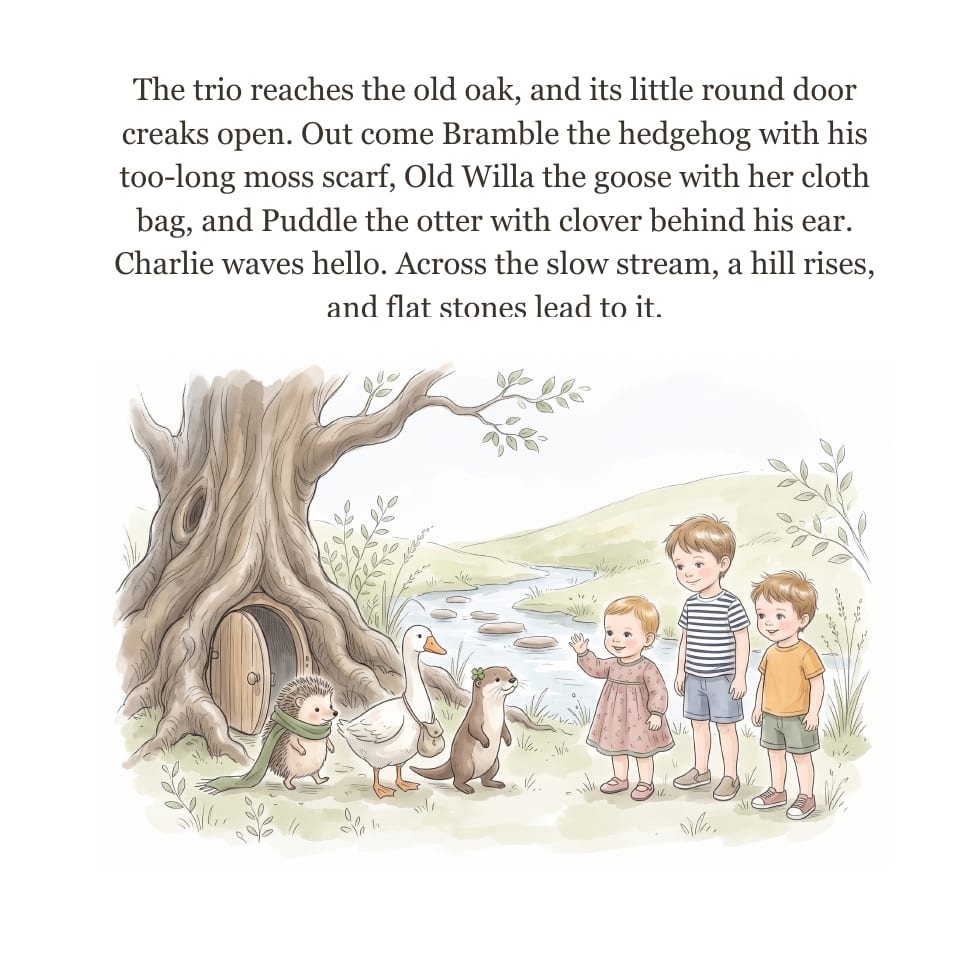 The trio reaches the old oak, and its little round door
creaks open. Out come Bramble the hedgehog with his
too-long moss scarf, Old Willa the goose with her cloth
bag, and Puddle the otter with clover behind his ear.
Charlie waves hello. Across the slow stream, a hill rises,
and flat stones lead to it.